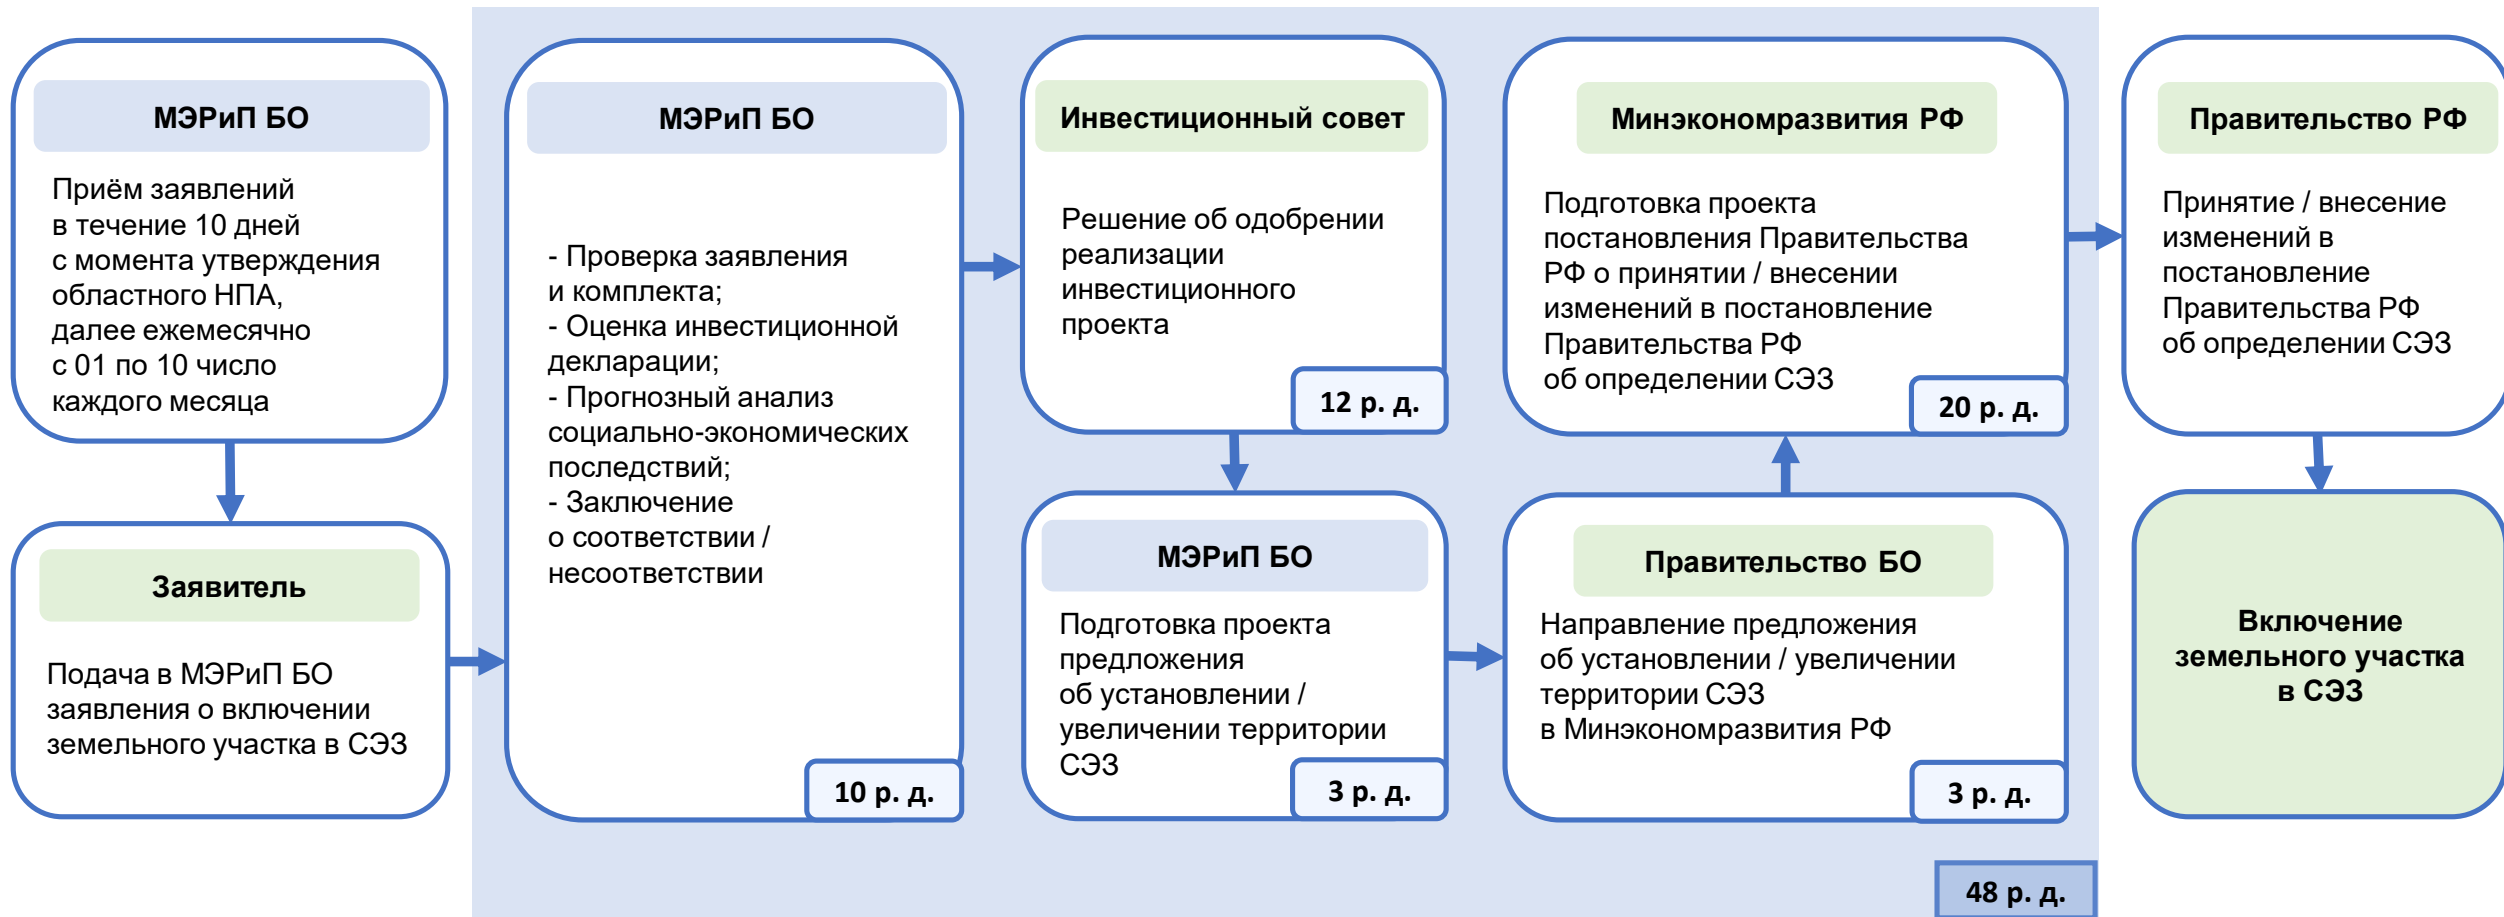 МЭРиП БО
Приём заявлений
в течение 10 дней
с момента утверждения
областного НПА,
далее ежемесячно
с 01 по 10 число
каждого месяца
Заявитель
Подача в МЭРиП БО
заявления о включении
земельного участка в СЭЗ
МЭРиП БО
- Проверка заявления
и комплекта;
- Оценка инвестиционной
декларации;
- Прогнозный анализ
социально-экономических
последствий;
- Заключение
о соответствии /
несоответствии
10 р. д.
Инвестиционный совет
Решение об одобрении
реализации
инвестиционного
проекта
12 р. д.
МЭРиП БО
Подготовка проекта
предложения
об установлении /
увеличении территории
СЭЗ
3 р. д.
Правительство БО
Направление предложения
об установлении / увеличении
территории СЭЗ
в Минэкономразвития РФ
3 р. д.
Минэкономразвития РФ
Подготовка проекта
постановления Правительства
РФ о принятии / внесении
изменений в постановление
Правительства РФ
об определении СЭЗ
20 р. д.
48 р. д.
Правительство РФ
Принятие / внесение
изменений в
постановление
Правительства РФ
об определении СЭЗ
Включение
земельного участка
в СЭЗ